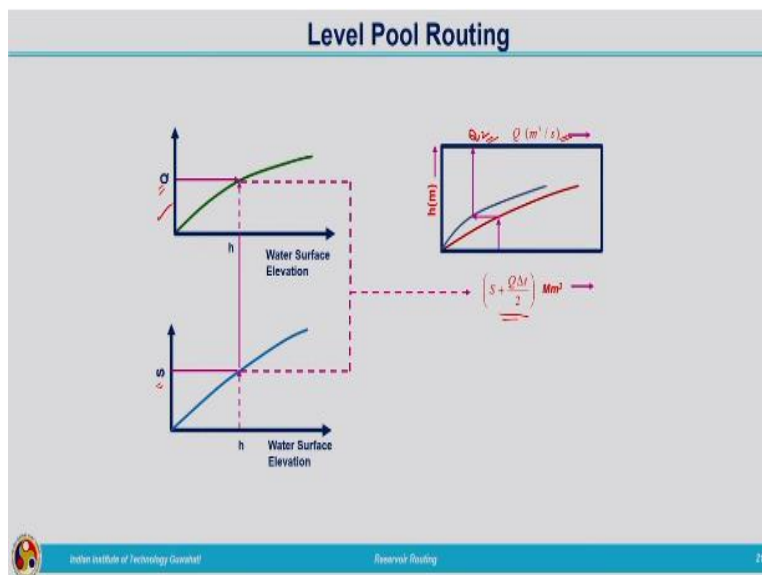 Level Pool Routing
Q
h
Water Surface
Elevation
S
h
Water Surface
Elevation
Q₂ Q (m³ / s)
h(m)
(S + QΔt / 2) Mm³
Indian Institute of Technology Guwahati
Reservoir Routing